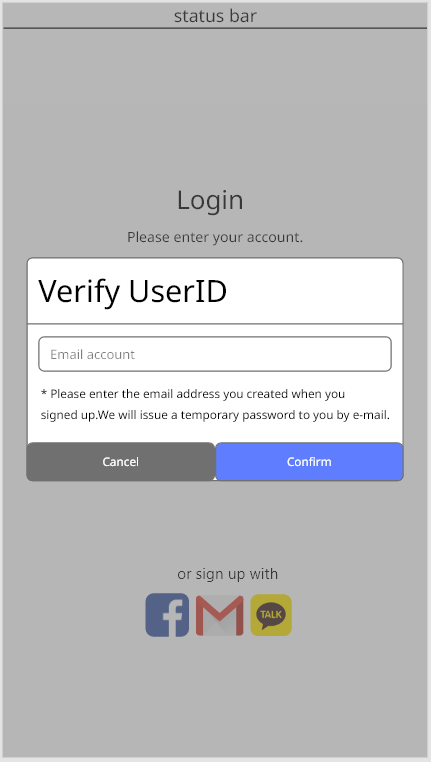 status bar
Login
Please enter your account.
Verify UserID
Email account
* Please enter the email address you created when you
signed up.We will issue a temporary password to you by e-mail.
Cancel
Confirm
or sign up with
TALK